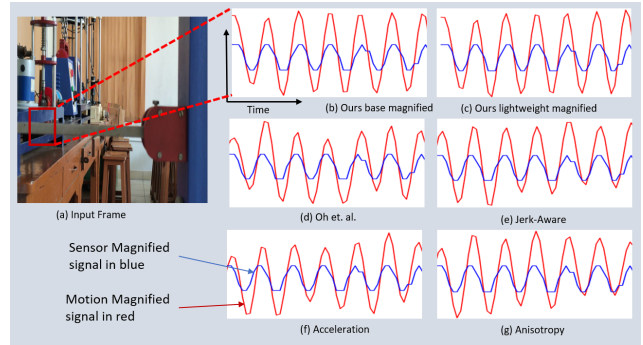 Time
(b) Ours base magnified
(c) Ours lightweight magnified
(a) Input Frame
(d) Oh et. al.
(e) Jerk-Aware
Sensor Magnified
signal in blue
Motion Magnified
signal in red
(f) Acceleration
(g) Anisotropy